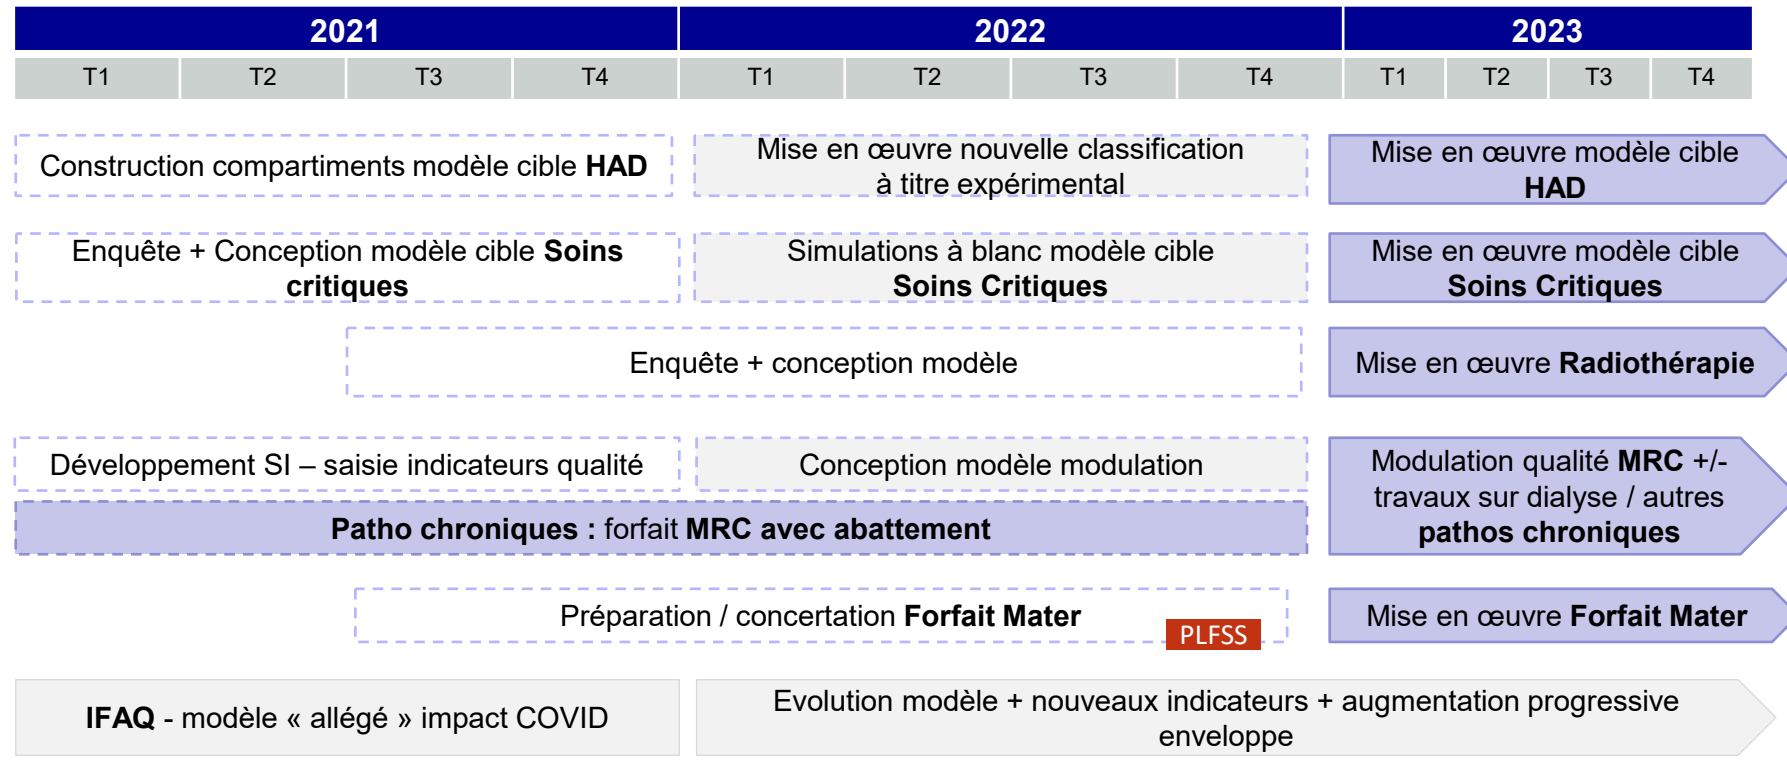 2021 2022 2023
T1 T2 T3 T4 T1 T2 T3 T4 T1 T2 T3 T4
Construction compartiments modèle cible HAD
Mise en œuvre nouvelle classification
à titre expérimental
Mise en œuvre modèle cible
HAD
Enquête + Conception modèle cible Soins
critiques
Simulations à blanc modèle cible
Soins Critiques
Mise en œuvre modèle cible
Soins Critiques
Enquête + conception modèle
Mise en œuvre Radiothérapie
Développement SI – saisie indicateurs qualité
Conception modèle modulation
Modulation qualité MRC +/-
travaux sur dialyse / autres
pathos chroniques
Patho chroniques : forfait MRC avec abattement
Préparation / concertation Forfait Mater
PLFSS
Mise en œuvre Forfait Mater
IFAQ - modèle « allégé » impact COVID
Evolution modèle + nouveaux indicateurs + augmentation progressive
enveloppe